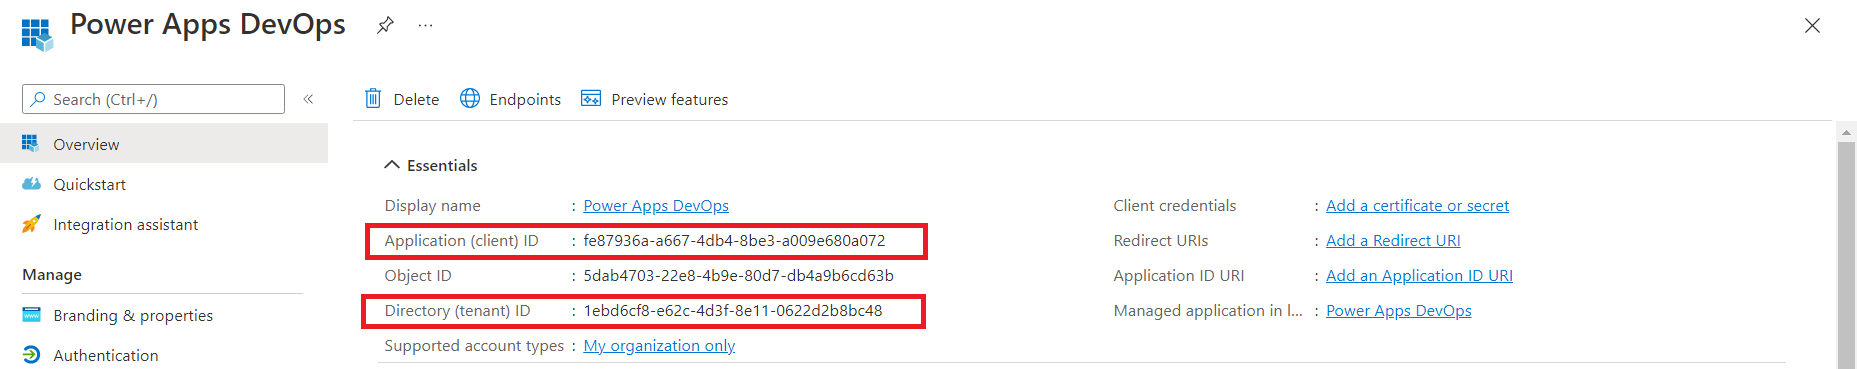 Power Apps DevOps
Search (Ctrl+/)
«
Delete
Endpoints
Preview features
Overview
Quickstart
Integration assistant
Manage
Branding & properties
Authentication
Essentials
Display name : Power Apps DevOps
Application (client) ID : fe87936a-a667-4db4-8be3-a009e680a072
Object ID : 5dab4703-22e8-4b9e-80d7-db4a9b6cd63b
Directory (tenant) ID : 1ebd6cf8-e62c-4d3f-8e11-0622d2b8bc48
Supported account types : My organization only
Client credentials : Add a certificate or secret
Redirect URIs : Add a Redirect URI
Application ID URI : Add an Application ID URI
Managed application in l... : Power Apps DevOps